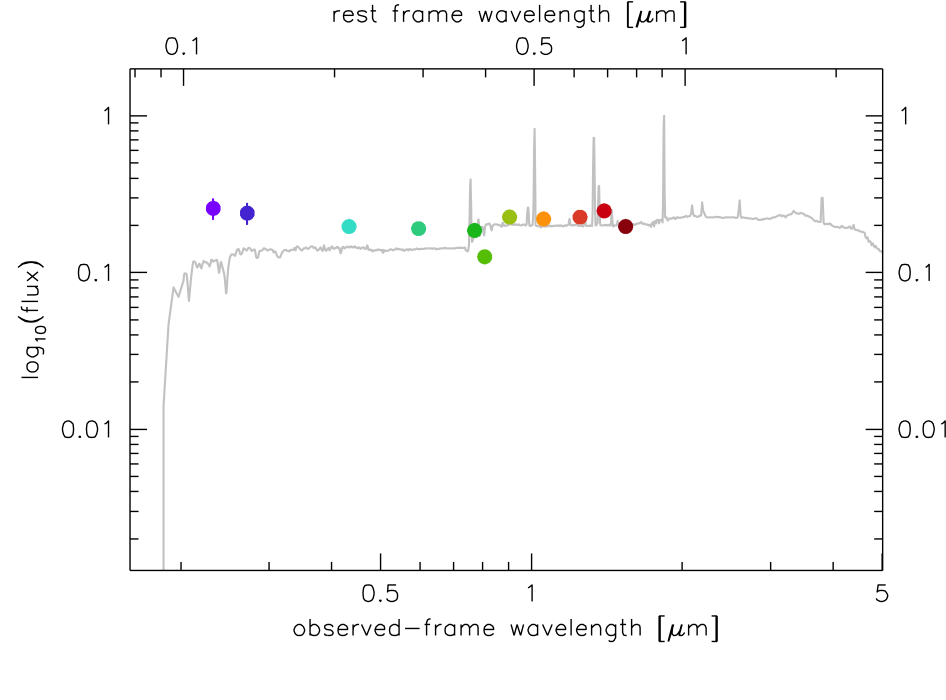 rest frame wavelength [μm]
0.1 0.5 1
1 1
0.1 0.1
0.01 0.01
log10(flux)
0.5 1 5
observed-frame wavelength [μm]